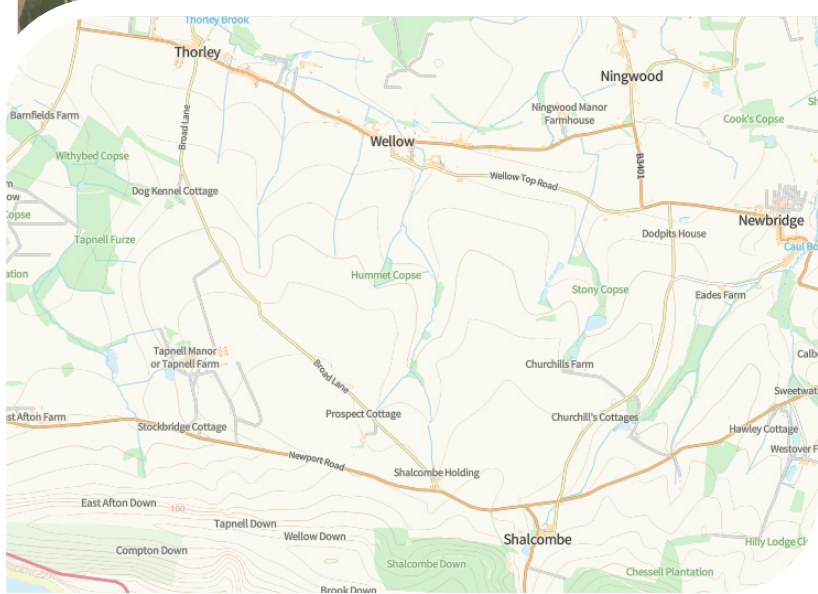 Thorley Brook
Thorley
Ningwood
Ningwood Manor
Farmhouse
Cook's Copse
Barnfields Farm
Broad Lane
Wellow
B3401
Withybed Copse
Wellow Top Road
Dog Kennel Cottage
Copse
Newbridge
Tapnell Furze
Dodpits House
Caul Bo
ation
Hummet Copse
Stony Copse
Eades Farm
Tapnell Manor
or Tapnell Farm
Broad Lane
Churchills Farm
Calb
Sweetwat
st Afton Farm
Stockbridge Cottage
Prospect Cottage
Churchill's Cottages
Hawley Cottage
Newport Road
Westover F
Shalcombe Holding
East Afton Down
100
Tapnell Down
Wellow Down
Shalcombe
Hilly Lodge C
Compton Down
Shalcombe Down
Chessell Plantation
Brook Down